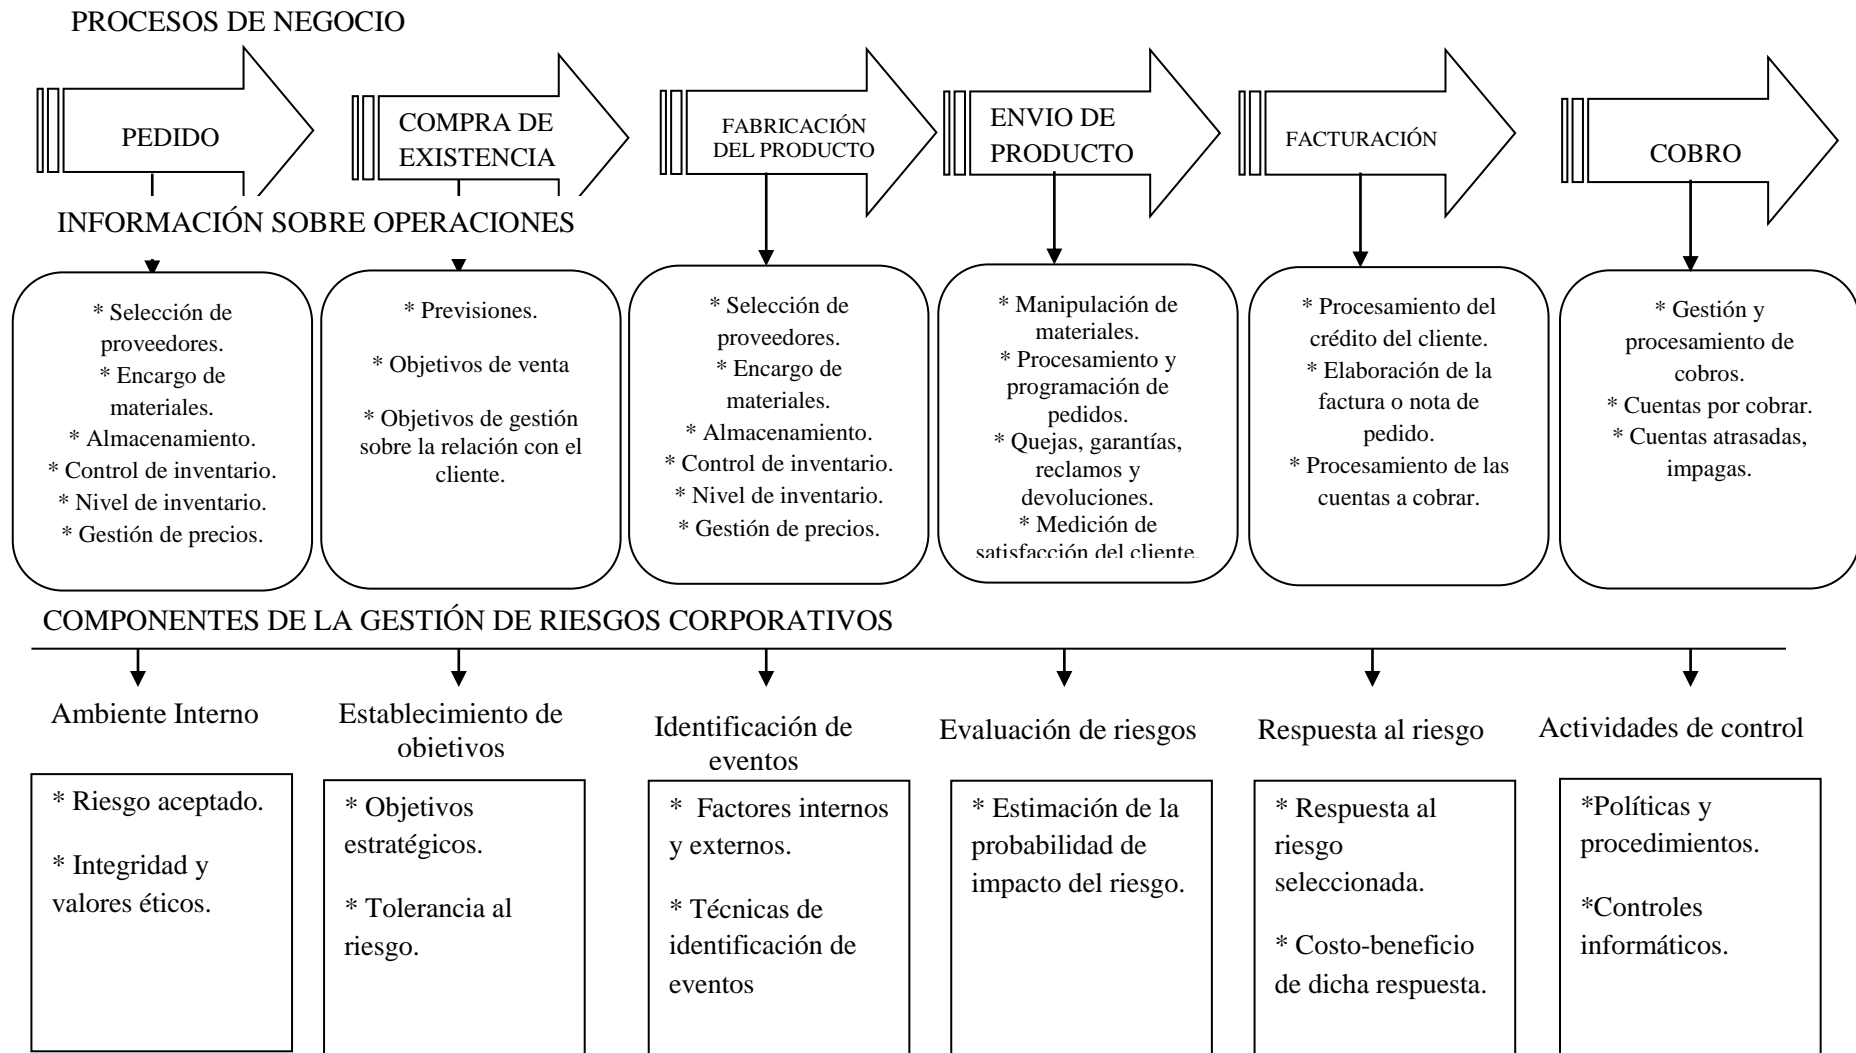 PROCESOS DE NEGOCIO
PEDIDO
COMPRA DE
EXISTENCIA
FABRICACIÓN
DEL PRODUCTO
ENVIO DE
PRODUCTO
FACTURACIÓN
COBRO
INFORMACIÓN SOBRE OPERACIONES
* Selección de
proveedores.
* Encargo de
materiales.
* Almacenamiento.
* Control de inventario.
* Nivel de inventario.
* Gestión de precios.
* Previsiones.
* Objetivos de venta
* Objetivos de gestión
sobre la relación con el
cliente.
* Selección de
proveedores.
* Encargo de
materiales.
* Almacenamiento.
* Control de inventario.
* Nivel de inventario.
* Gestión de precios.
* Manipulación de
materiales.
* Procesamiento y
programación de
pedidos.
* Quejas, garantías,
reclamos y
devoluciones.
* Medición de
satisfacción del cliente.
* Procesamiento del
crédito del cliente.
* Elaboración de la
factura o nota de
pedido.
* Procesamiento de las
cuentas a cobrar.
* Gestión y
procesamiento de
cobros.
* Cuentas por cobrar.
* Cuentas atrasadas,
impagas.
COMPONENTES DE LA GESTIÓN DE RIESGOS CORPORATIVOS
Ambiente Interno
Establecimiento de
objetivos
Identificación de
eventos
Evaluación de riesgos
Respuesta al riesgo
Actividades de control
* Riesgo aceptado.
* Integridad y
valores éticos.
* Objetivos
estratégicos.
* Tolerancia al
riesgo.
* Factores internos
y externos.
* Técnicas de
identificación de
eventos
* Estimación de la
probabilidad de
impacto del riesgo.
* Respuesta al
riesgo
seleccionada.
* Costo-beneficio
de dicha respuesta.
*Políticas y
procedimientos.
*Controles
informáticos.